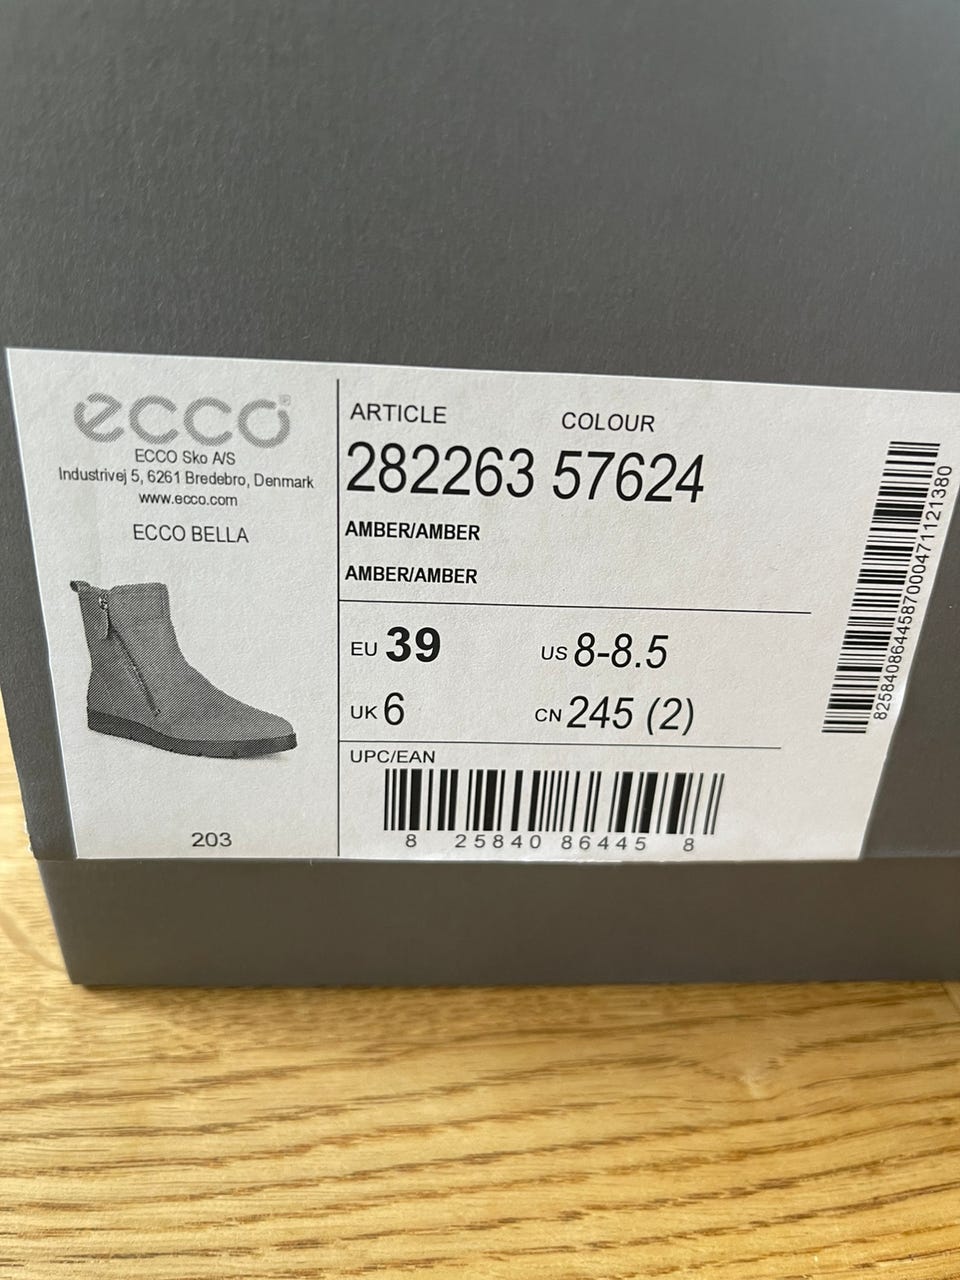 ecco®
ECCO Sko A/S
Industrivej 5, 6261 Bredebro, Denmark
www.ecco.com
ECCO BELLA
203
ARTICLE COLOUR
282263 57624
AMBER/AMBER
AMBER/AMBER
EU 39 US 8-8.5
UK 6 CN 245 (2)
UPC/EAN
8 25840 86445 8
825840864458700047​1121380